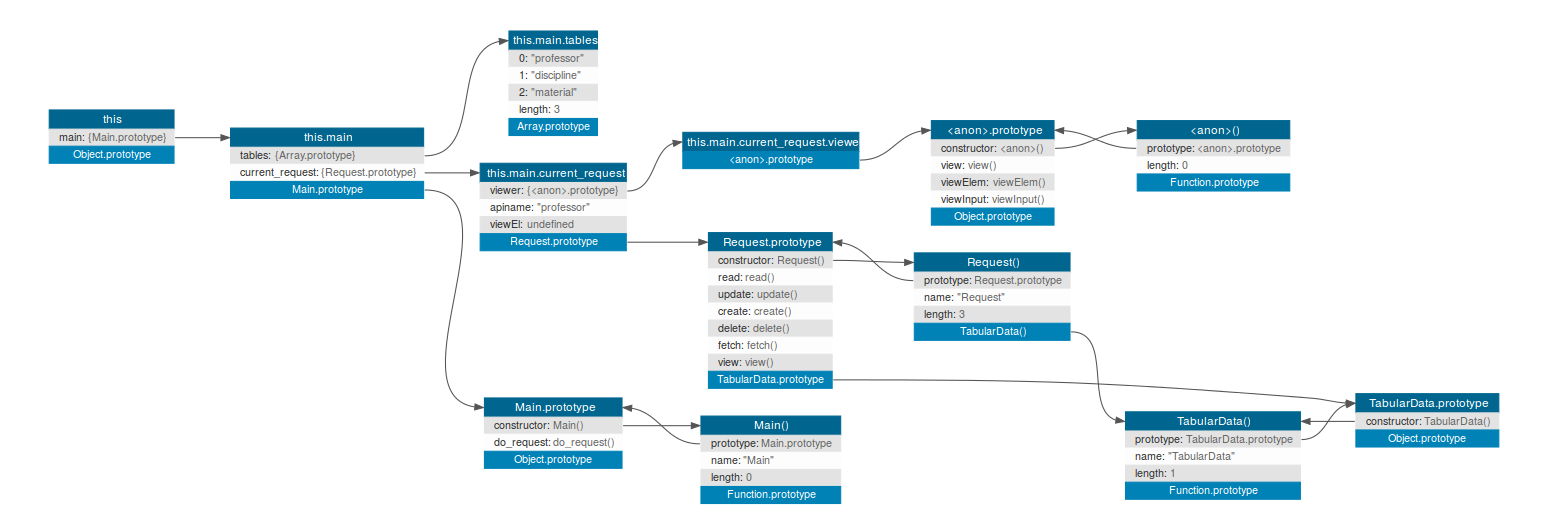 this
main: {Main.prototype}
Object.prototype
this.main
tables: {Array.prototype}
current_request: {Request.prototype}
Main.prototype
this.main.tables
0: "professor"
1: "discipline"
2: "material"
length: 3
Array.prototype
this.main.current_request
viewer: {<anon>.prototype}
apiname: "professor"
viewEl: undefined
Request.prototype
this.main.current_request.viewe
<anon>.prototype
<anon>.prototype
constructor: <anon>()
view: view()
viewElem: viewElem()
viewInput: viewInput()
Object.prototype
<anon>()
prototype: <anon>.prototype
length: 0
Function.prototype
Request.prototype
constructor: Request()
read: read()
update: update()
create: create()
delete: delete()
fetch: fetch()
view: view()
TabularData.prototype
Request()
prototype: Request.prototype
name: "Request"
length: 3
TabularData()
Main.prototype
constructor: Main()
do_request: do_request()
Object.prototype
Main()
prototype: Main.prototype
name: "Main"
length: 0
Function.prototype
TabularData()
prototype: TabularData.prototype
name: "TabularData"
length: 1
Function.prototype
TabularData.prototype
constructor: TabularData()
Object.prototype